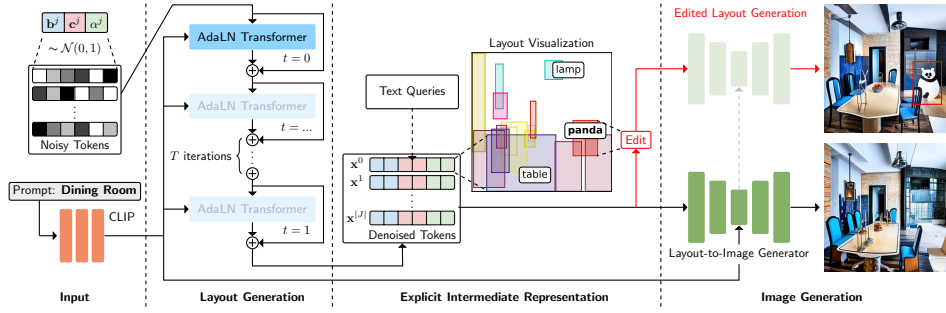 b^j c^j α^j
∼ N(0, 1)
Noisy Tokens
Prompt: Dining Room
CLIP
Input
AdaLN Transformer
t = 0
AdaLN Transformer
t = ...
T iterations
AdaLN Transformer
t = 1
Layout Generation
Text Queries
x^0
x^1
x^|J|
Denoised Tokens
Layout Visualization
lamp
panda
table
Edit
Explicit Intermediate Representation
Edited Layout Generation
Layout-to-Image
Generator
Image Generation